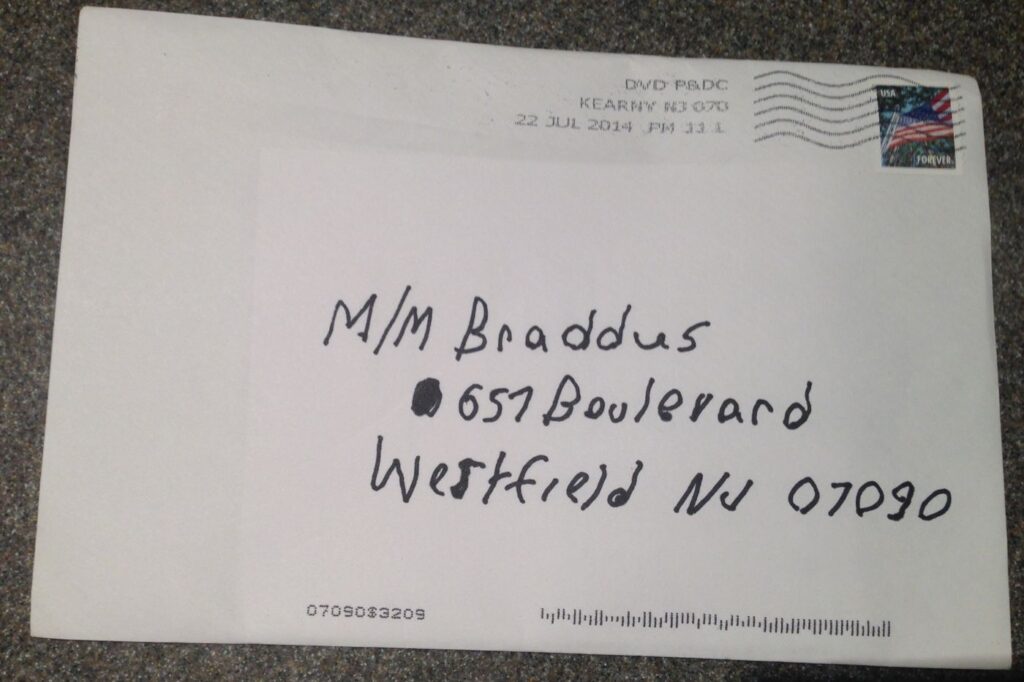 DVD P&DC
KEARNY NJ 070
22 JUL 2014 PM 11 L
USA
FOREVER
M/M Braddus
657 Boulevard
Westfield NJ 07090
07090$3209